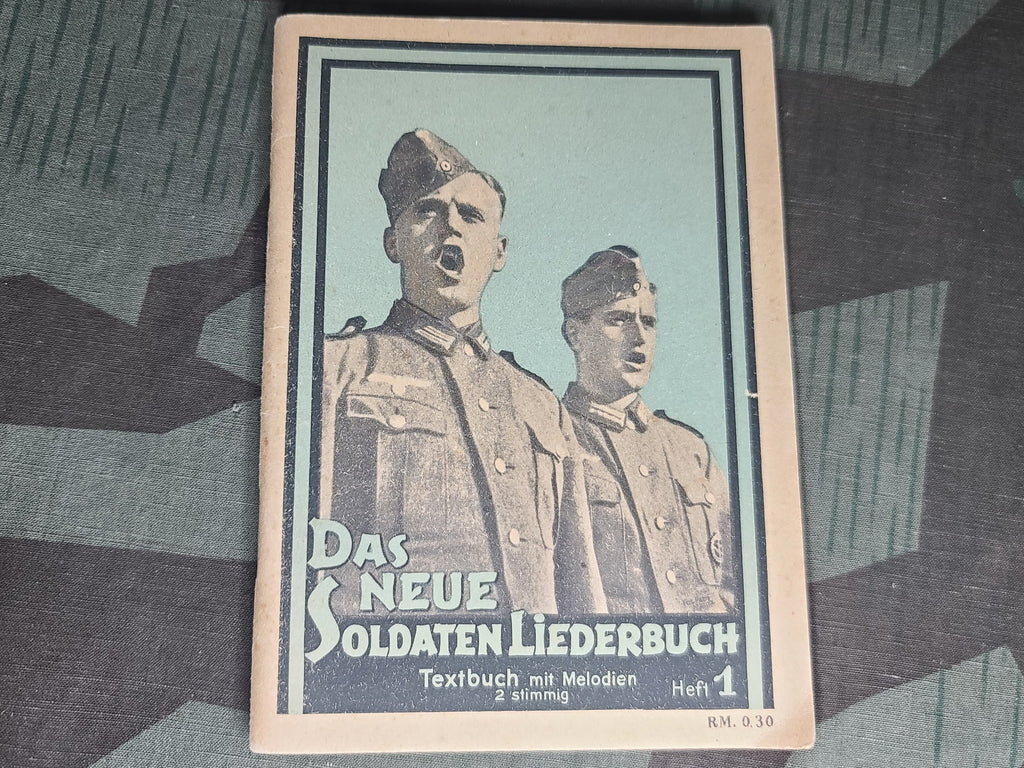 Das
neue
Soldaten Liederbuch
Textbuch mit Melodien
2 stimmig
Heft 1
RM. 0.30